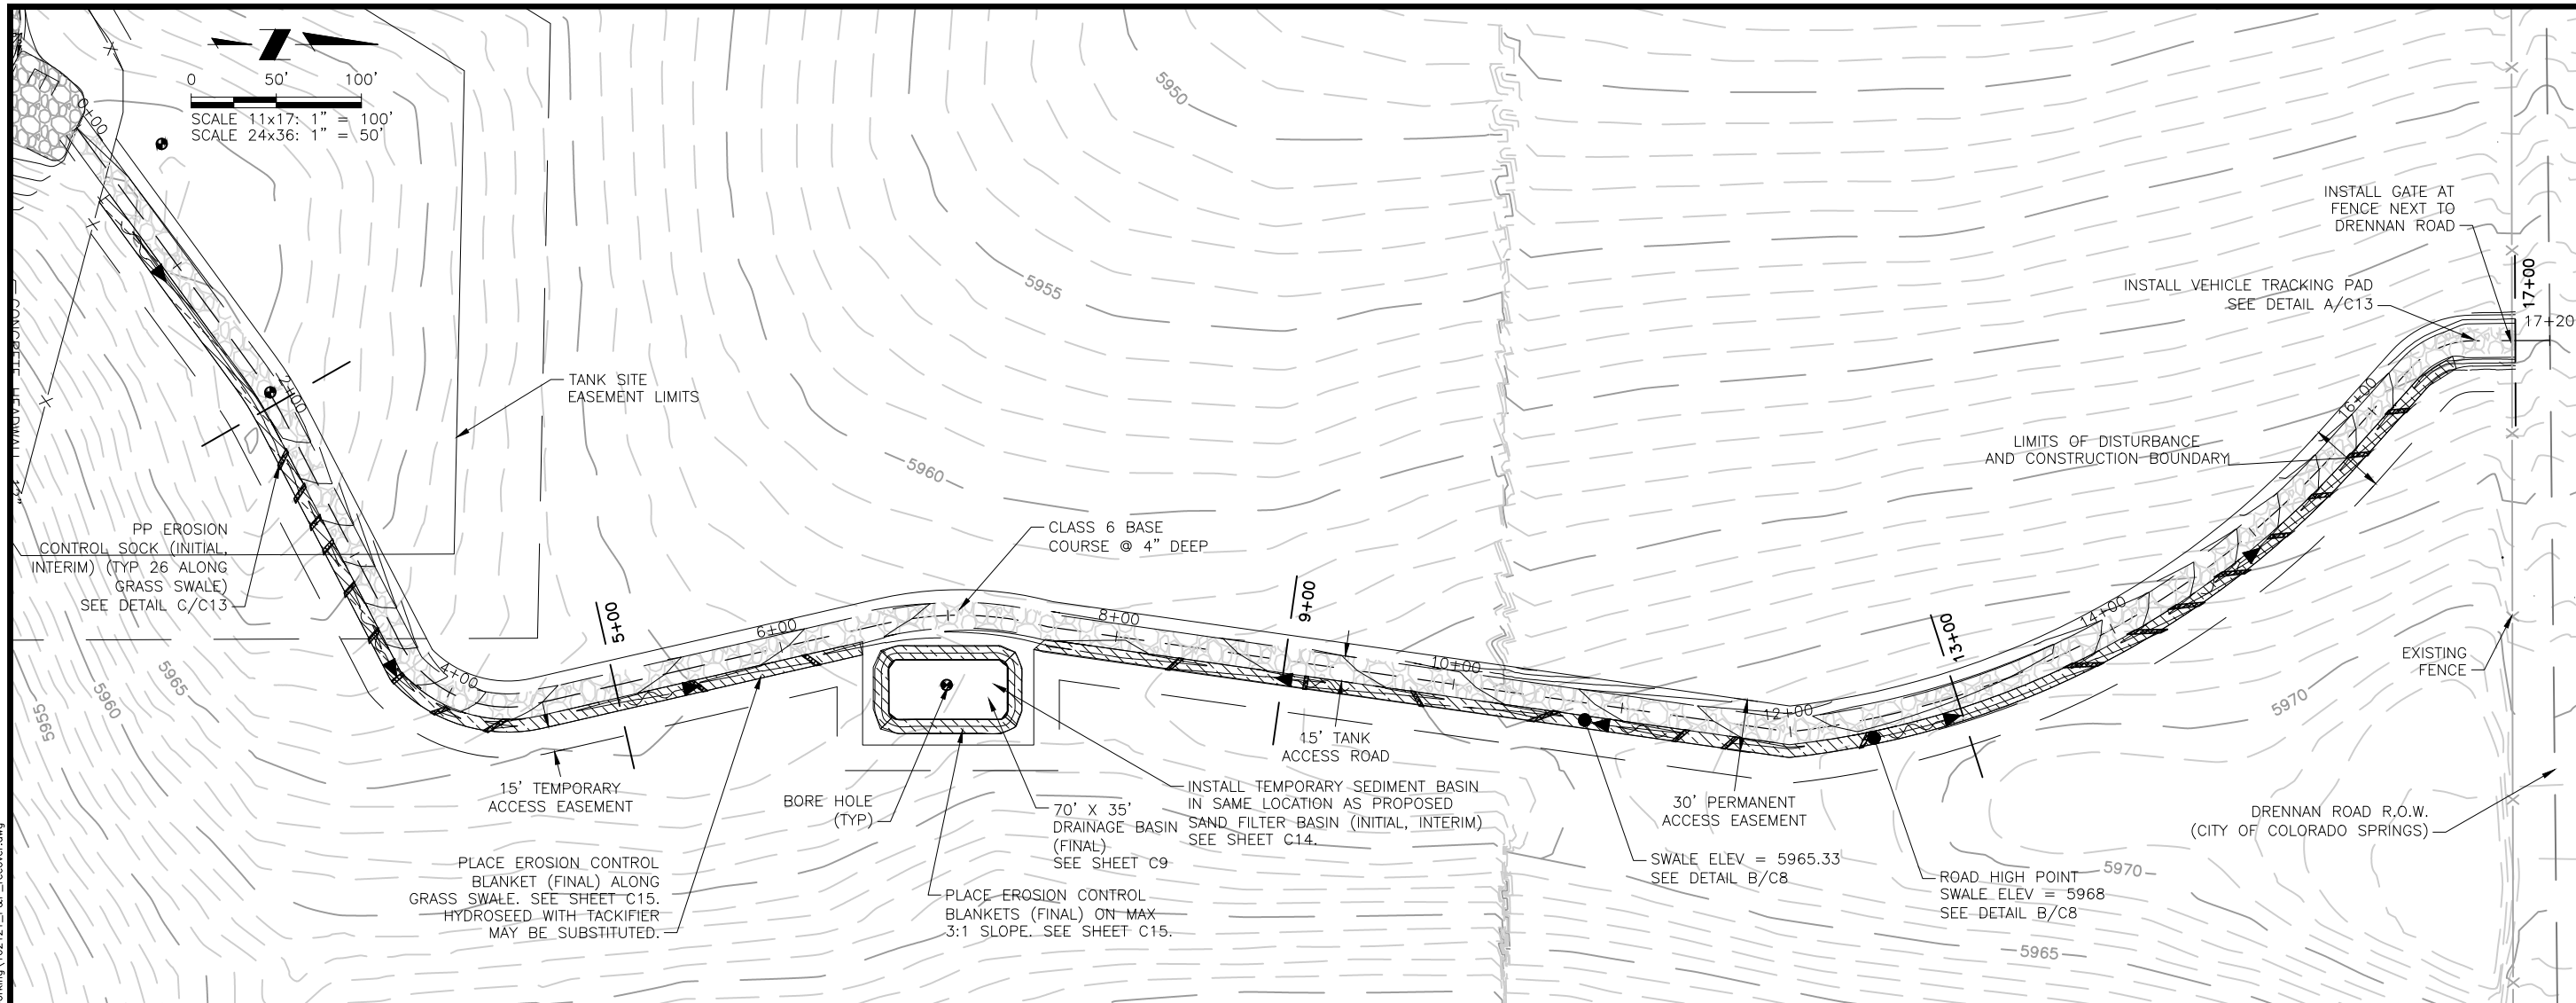 0 50' 100'
SCALE 11x17: 1" = 100'
SCALE 24x36: 1" = 50'
0+00
2+00
4+00
5+00
6+00
8+00
9+00
10+00
12+00
13+00
14+00
16+00
17+00
17+20
5950
5955
5960
5955
5960
5965
5970
5970
5965
CONCRETE HEADWALL
TANK SITE
EASEMENT LIMITS
PP EROSION
CONTROL SOCK (INITIAL,
INTERIM) (TYP 26 ALONG
GRASS SWALE)
SEE DETAIL C/C13
CLASS 6 BASE
COURSE @ 4" DEEP
15' TEMPORARY
ACCESS EASEMENT
PLACE EROSION CONTROL
BLANKET (FINAL) ALONG
GRASS SWALE. SEE SHEET C15.
HYDROSEED WITH TACKIFIER
MAY BE SUBSTITUTED.
BORE HOLE
(TYP)
70' X 35'
DRAINAGE BASIN
(FINAL)
SEE SHEET C9
PLACE EROSION CONTROL
BLANKETS (FINAL) ON MAX
3:1 SLOPE. SEE SHEET C15.
INSTALL TEMPORARY SEDIMENT BASIN
IN SAME LOCATION AS PROPOSED
SAND FILTER BASIN (INITIAL, INTERIM)
SEE SHEET C14.
15' TANK
ACCESS ROAD
30' PERMANENT
ACCESS EASEMENT
SWALE ELEV = 5965.33
SEE DETAIL B/C8
ROAD HIGH POINT
SWALE ELEV = 5968
SEE DETAIL B/C8
INSTALL GATE AT
FENCE NEXT TO
DRENNAN ROAD
INSTALL VEHICLE TRACKING PAD
SEE DETAIL A/C13
LIMITS OF DISTURBANCE
AND CONSTRUCTION BOUNDARY
EXISTING
FENCE
DRENNAN ROAD R.O.W.
(CITY OF COLORADO SPRINGS)